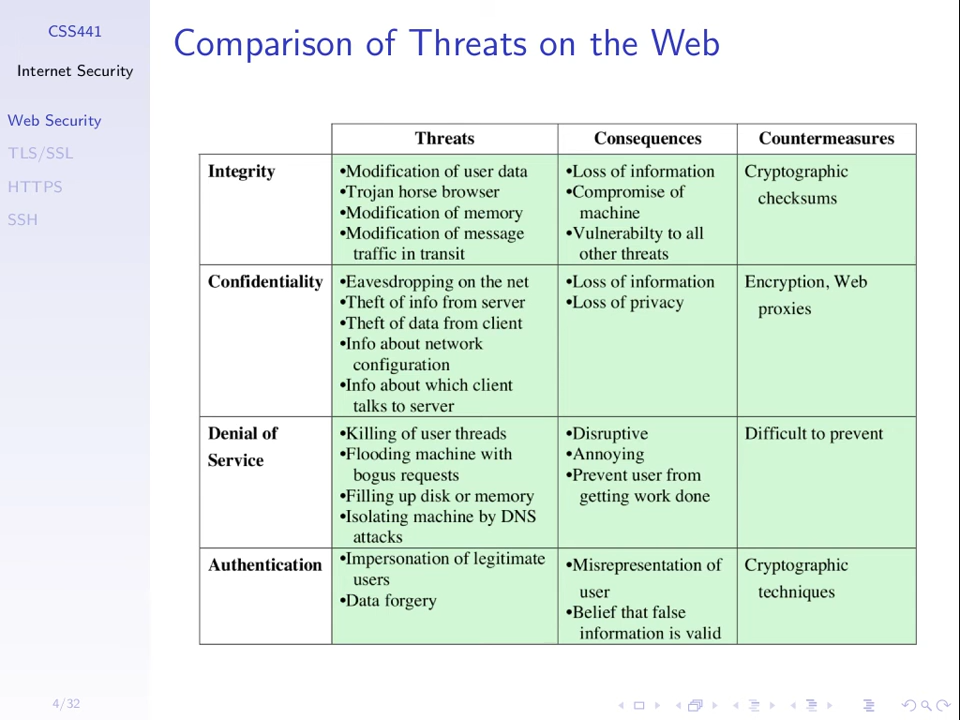 CSS441
Internet Security
Web Security
TLS/SSL
HTTPS
SSH
Comparison of Threats on the Web
Threats Consequences Countermeasures
Integrity
•Modification of user data
•Trojan horse browser
•Modification of memory
•Modification of message
traffic in transit
•Loss of information
•Compromise of
machine
•Vulnerabilty to all
other threats
Cryptographic
checksums
Confidentiality
•Eavesdropping on the net
•Theft of info from server
•Theft of data from client
•Info about network
configuration
•Info about which client
talks to server
•Loss of information
•Loss of privacy
Encryption, Web
proxies
Denial of
Service
•Killing of user threads
•Flooding machine with
bogus requests
•Filling up disk or memory
•Isolating machine by DNS
attacks
•Disruptive
•Annoying
•Prevent user from
getting work done
Difficult to prevent
Authentication
•Impersonation of legitimate
users
•Data forgery
•Misrepresentation of
user
•Belief that false
information is valid
Cryptographic
techniques
4/32